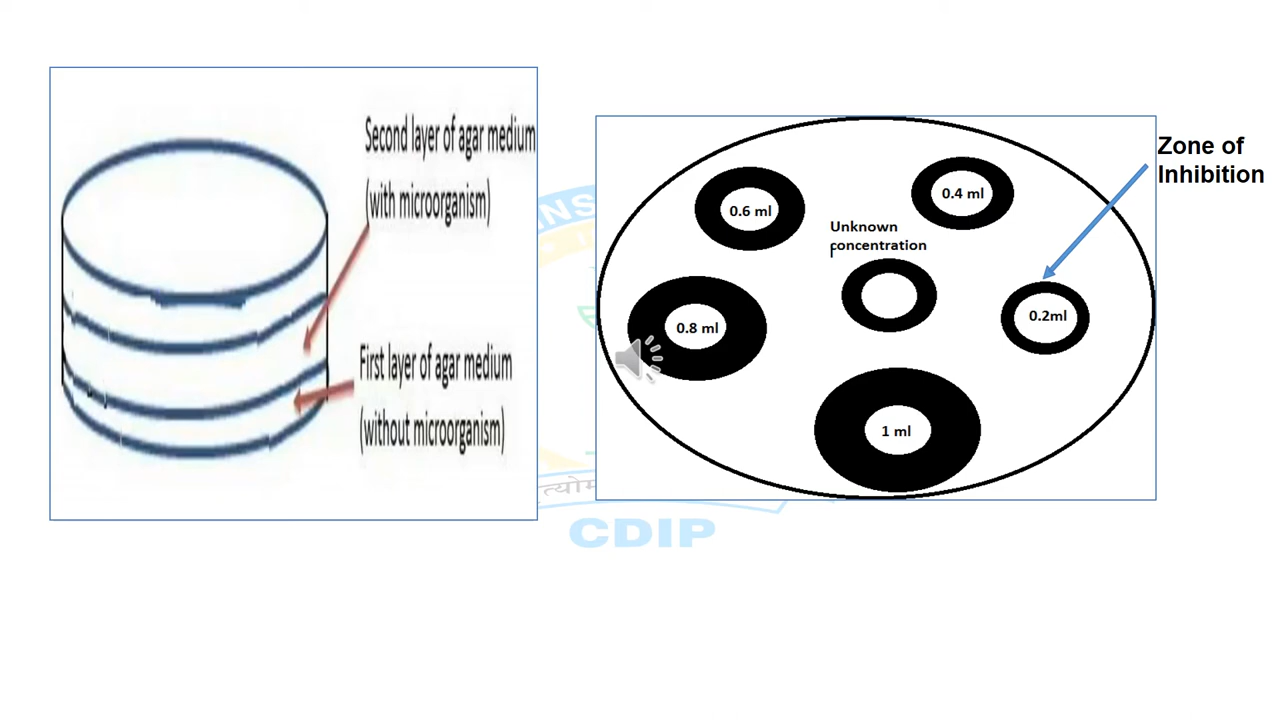 Second layer of agar medium
(with microorganism)
First layer of agar medium
(without microorganism)
Zone of
Inhibition
0.6 ml
0.4 ml
Unknown
concentration
0.2ml
0.8 ml
1 ml
CDIP